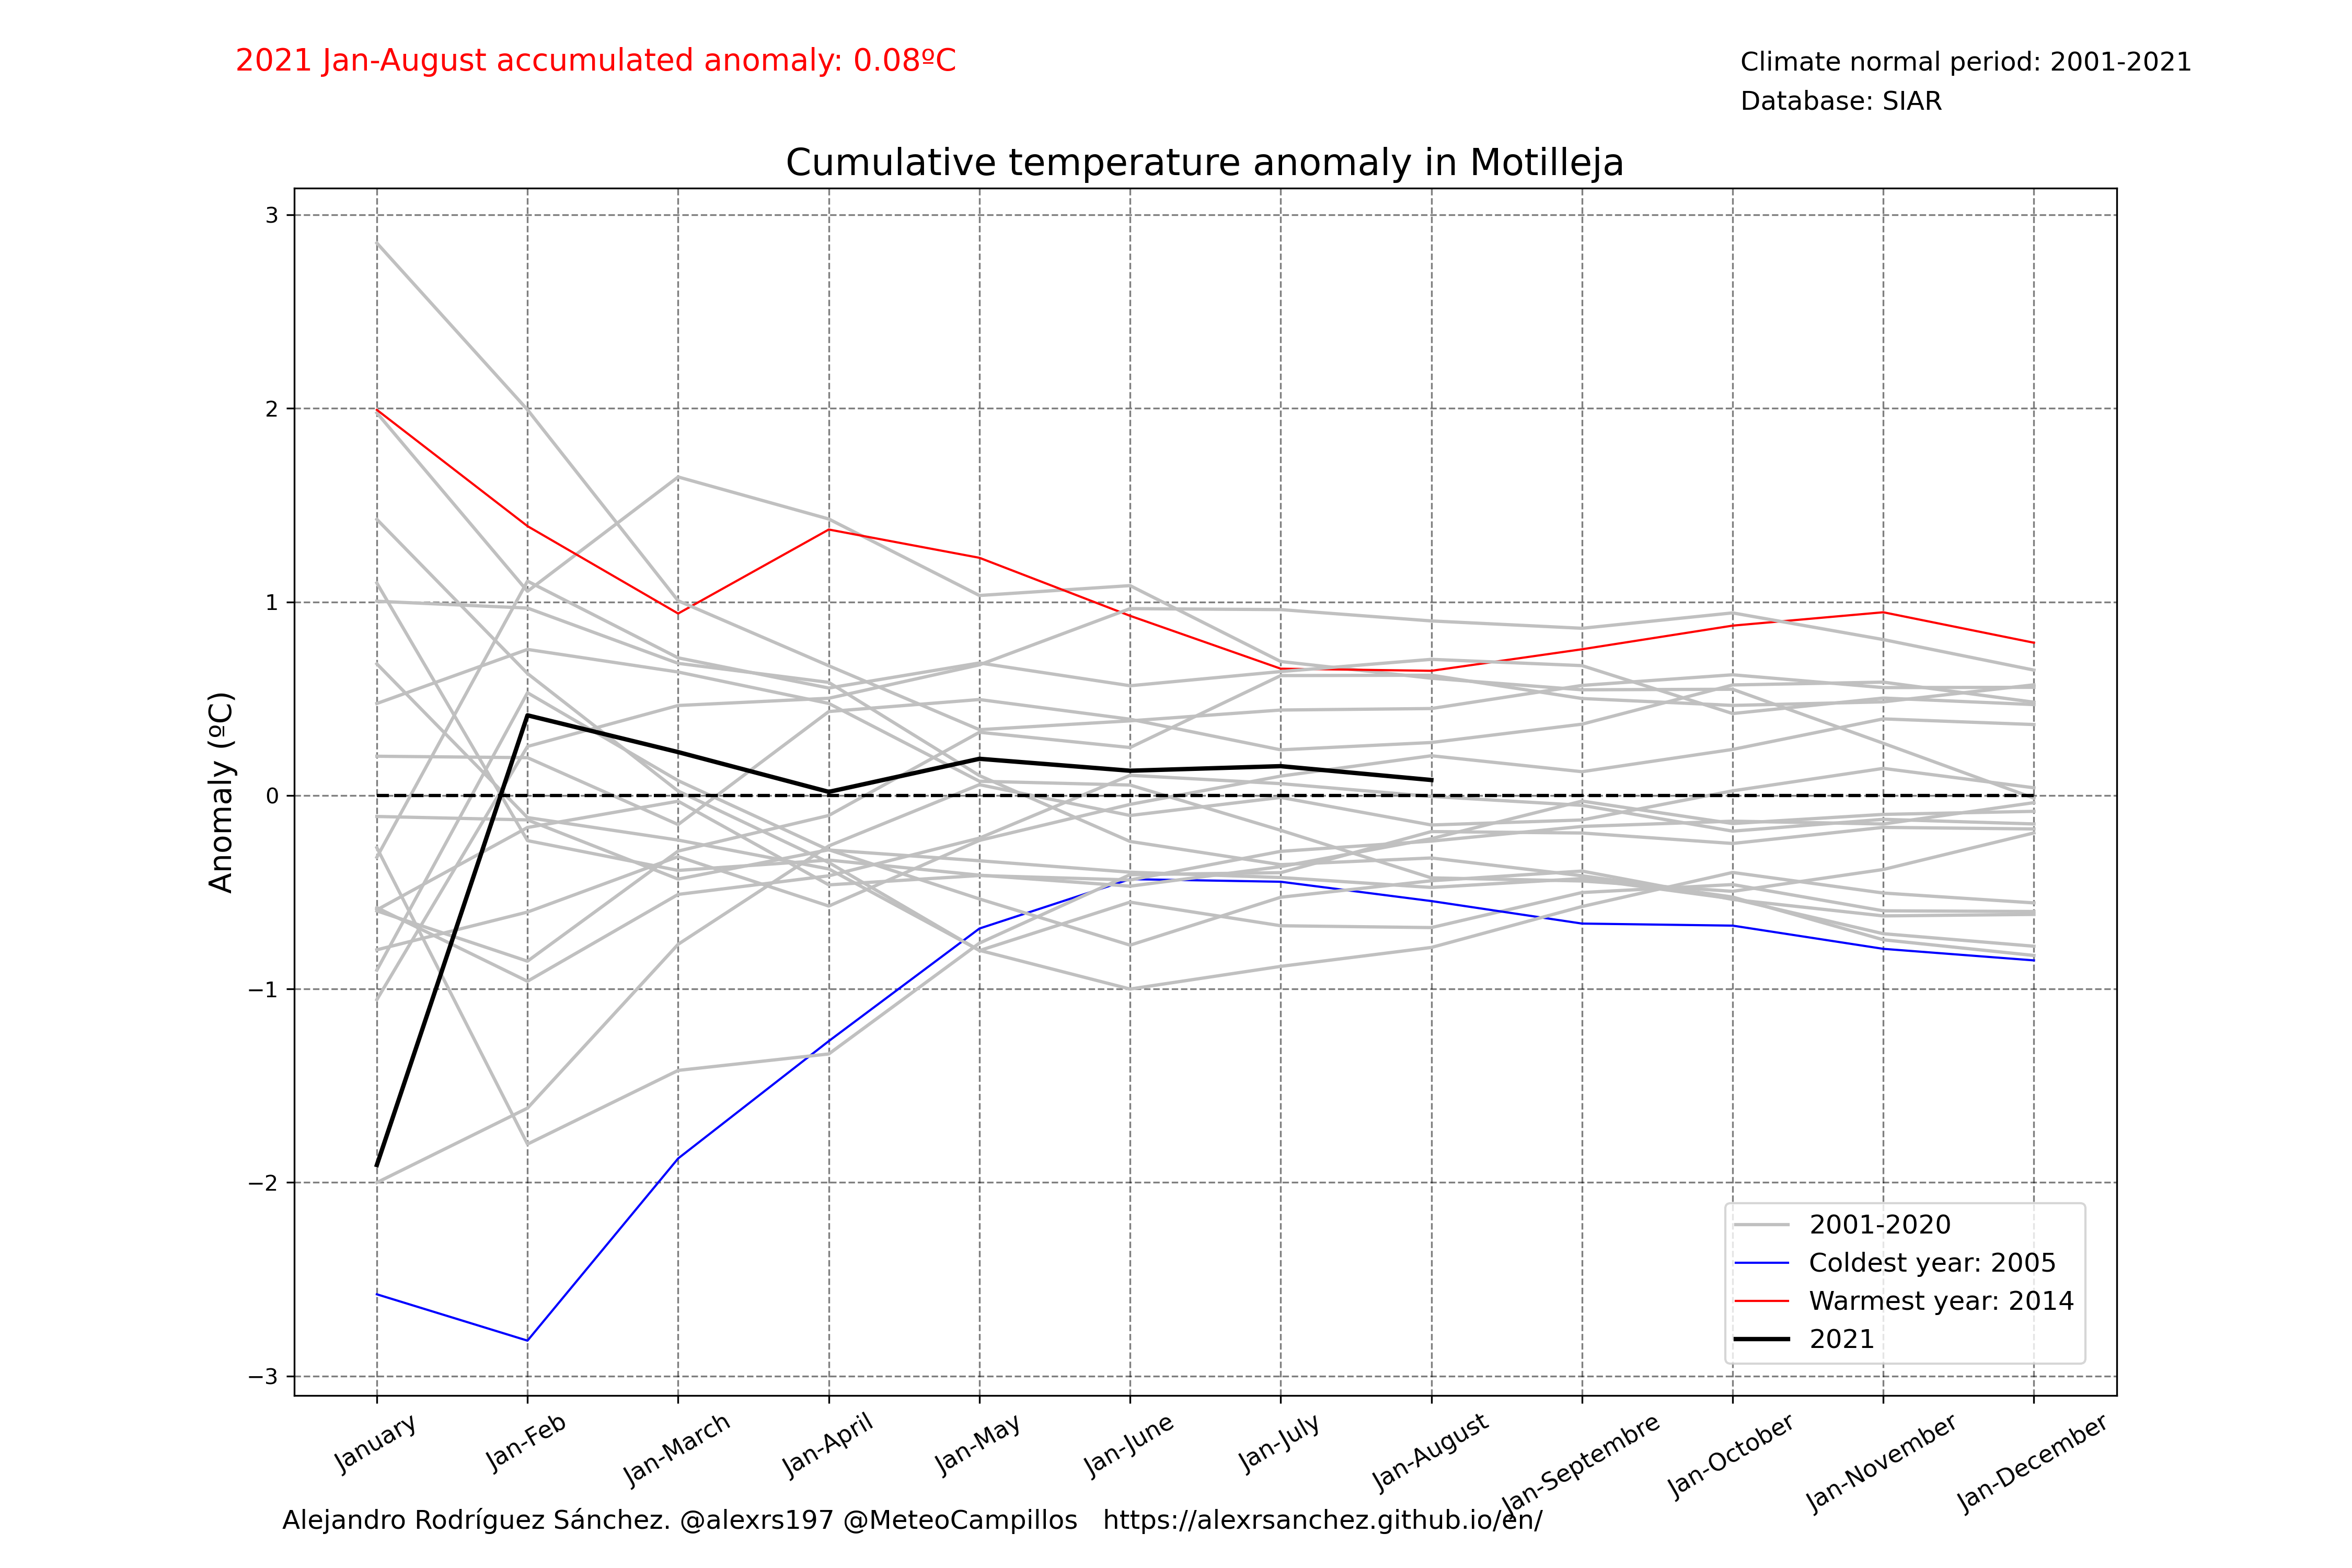 2021 Jan-August accumulated anomaly: 0.08ºC
Climate normal period: 2001-2021
Database: SIAR
Cumulative temperature anomaly in Motilleja
Anomaly (ºC)
3
2
1
0
−1
−2
−3
2001-2020
Coldest year: 2005
Warmest year: 2014
2021
January
Jan-Feb
Jan-March
Jan-April
Jan-May
Jan-June
Jan-July
Jan-August
Jan-Septembre
Jan-October
Jan-November
Jan-December
Alejandro Rodríguez Sánchez. @alexrs197 @MeteoCampillos   https://alexrsanchez.github.io/en/